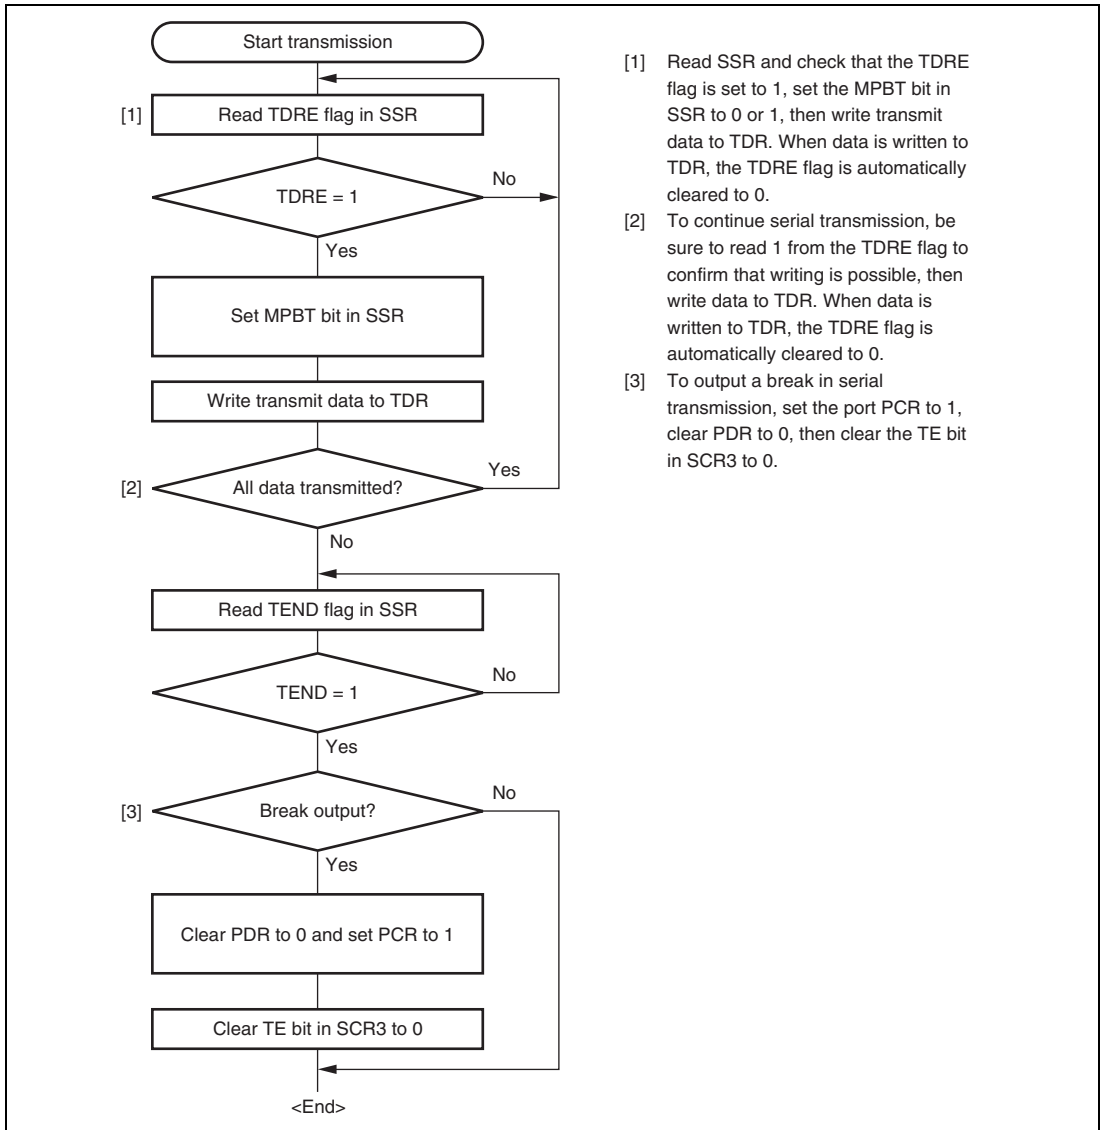 Start transmission
[1]
Read TDRE flag in SSR
TDRE = 1
No
Yes
Set MPBT bit in SSR
Write transmit data to TDR
[2]
All data transmitted?
Yes
No
Read TEND flag in SSR
TEND = 1
No
Yes
[3]
Break output?
No
Yes
Clear PDR to 0 and set PCR to 1
Clear TE bit in SCR3 to 0
<End>
[1] Read SSR and check that the TDRE
flag is set to 1, set the MPBT bit in
SSR to 0 or 1, then write transmit
data to TDR. When data is written to
TDR, the TDRE flag is automatically
cleared to 0.
[2] To continue serial transmission, be
sure to read 1 from the TDRE flag to
confirm that writing is possible, then
write data to TDR. When data is
written to TDR, the TDRE flag is
automatically cleared to 0.
[3] To output a break in serial
transmission, set the port PCR to 1,
clear PDR to 0, then clear the TE bit
in SCR3 to 0.